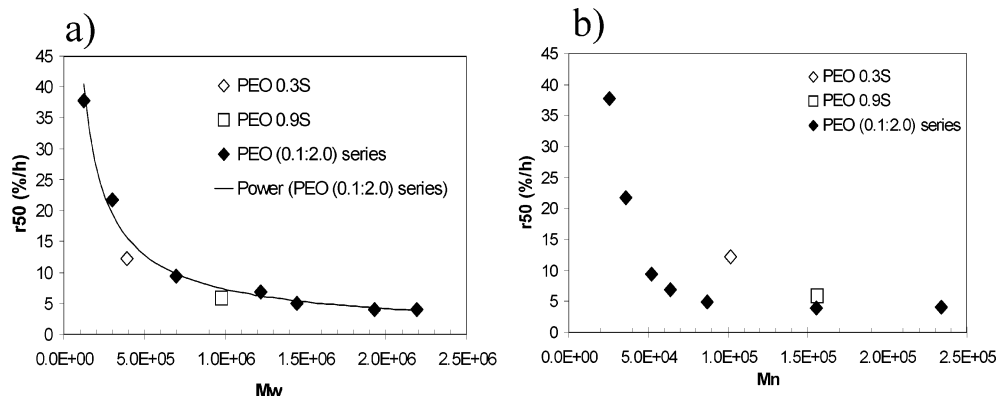 a)
r50 (%/h)
45
40
35
30
25
20
15
10
5
0
PEO 0.3S
PEO 0.9S
PEO (0.1:2.0) series
Power (PEO (0.1:2.0) series)
0.0E+00 5.0E+05 1.0E+06 1.5E+06 2.0E+06 2.5E+06
Mw
b)
r50 (%/h)
45
40
35
30
25
20
15
10
5
0
PEO 0.3S
PEO 0.9S
PEO (0.1:2.0) series
0.0E+00 5.0E+04 1.0E+05 1.5E+05 2.0E+05 2.5E+05
Mn